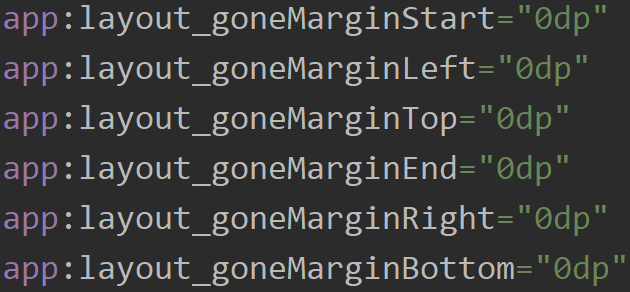 app:layout_goneMarginStart="0dp"
app:layout_goneMarginLeft="0dp"
app:layout_goneMarginTop="0dp"
app:layout_goneMarginEnd="0dp"
app:layout_goneMarginRight="0dp"
app:layout_goneMarginBottom="0dp"